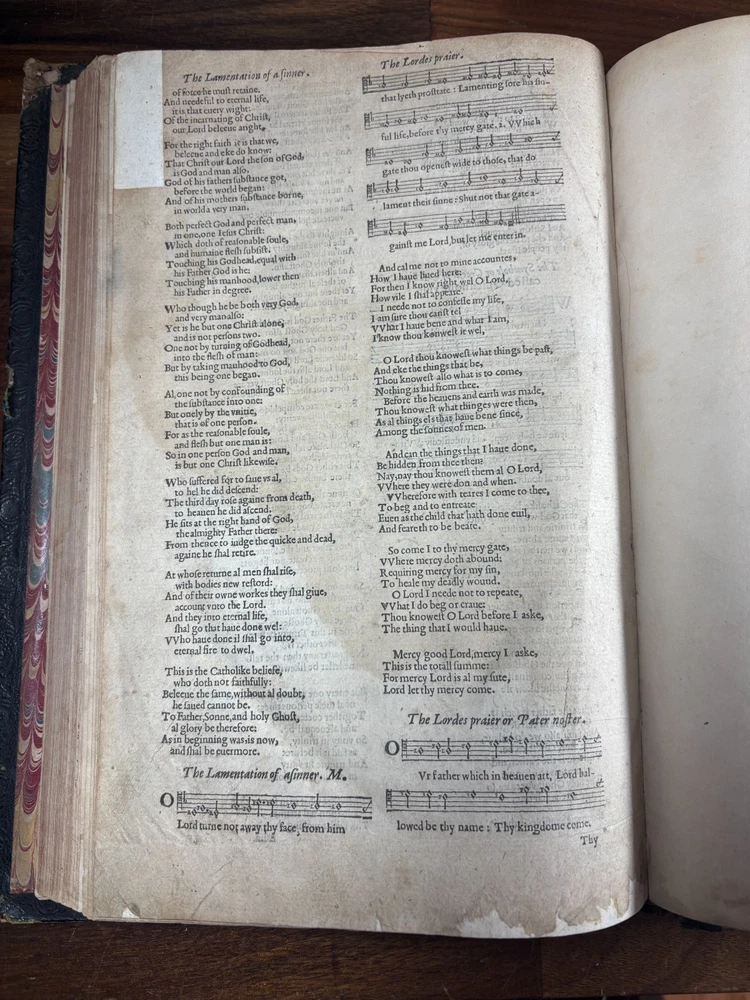 The Lamentation of a sinner.
of force he must retaine.
And needeful to eternal life,
it is that euery wight:
Of the incarnating of Christ,
our Lord beleeue aright.
For the right faith it is that we,
beleeue and eke do know:
That Christ our Lord the son of God,
is God and man also.
God of his fathers substance got,
before the world began:
And of his mothers substance borne,
in world a very man.
Both perfect God and perfect man,
in one, one Iesus Christ:
Which doth of reasonable soule,
and humaine flesh subsist.
Touching his Godhead, equal with
his Father God is he:
Touching his manhood, lower then
his Father in degree.
Who though he be both very God,
and very man also:
Yet is he but one Christ alone,
and is not persons two.
One not by turning of Godhead,
into the flesh of man:
But by taking manhood to God,
this being one began.
Al, one not by confounding of
the substance into one:
But onely by the vnitie,
that is of one person.
For as the reasonable soule,
and flesh but one man is:
So in one person God and man,
is but one Christ likewise.
Who suffered for to saue vs al,
to hel he did descend:
The third day rose againe from death,
to heauen he did ascend.
He sits at the right hand of God,
the almighty Father there:
From thence to iudge the quicke and dead,
againe he shal retire.
At whose returne al men shal rise,
with bodies new restord:
And of their owne workes they shal giue,
account vnto the Lord.
And they into eternal life,
shal go that haue done wel:
VVho haue done il shal go into,
eternal fire to dwel.
This is the Catholike beliefe,
who doth not faithfully:
Beleeue the same, without al doubt,
he saued cannot be.
To Father, Sonne, and holy Ghost,
al glory be therefore:
As in beginning was, is now,
and shal be euermore.
The Lamentation of a sinner. M.
O
Lord turne not away thy face, from him
The Lordes praier.
that lyeth prostrate : Lamenting sore his sin-
ful life, before thy mercy gate. 2. VVhich
gate thou openest wide to those, that do
lament their sinne : Shut not that gate a-
gainst me Lord, but let me enter in.
And cal me not to mine accountes,
How I haue liued here:
For then I know right wel O Lord,
How vile I shal appeare.
I neede not to confesse my life,
I am sure thou canst tel
VVhat I haue bene and what I am,
I know thou knowest it wel,
O Lord thou knowest what things be past,
And eke the things that be,
Thou knowest also what is to come,
Nothing is hid from thee.
Before the heauens and earth was made,
Thou knowest what thinges were then,
As al things els that haue bene since,
Among the sonnes of men.
And can the things that I haue done,
Be hidden from thee then:
Nay, nay thou knowest them al O Lord,
VVhere they were don and when.
VVherefore with teares I come to thee,
To beg and to entreate
Euen as the child that hath done euil,
And feareth to be beate.
So come I to thy mercy gate,
VVhere mercy doth abound:
Requiring mercy for my sin,
To heale my deadly wound.
O Lord I neede not to repeate,
VVhat I do beg or craue:
Thou knowest O Lord before I aske,
The thing that I would haue.
Mercy good Lord, mercy I aske,
This is the totall summe:
For mercy Lord is al my sute,
Lord let thy mercy come.
The Lordes praier or Pater noster.
O
Vr father which in heauen art, Lord hal-
lowed be thy name : Thy kingdome come.
Thy